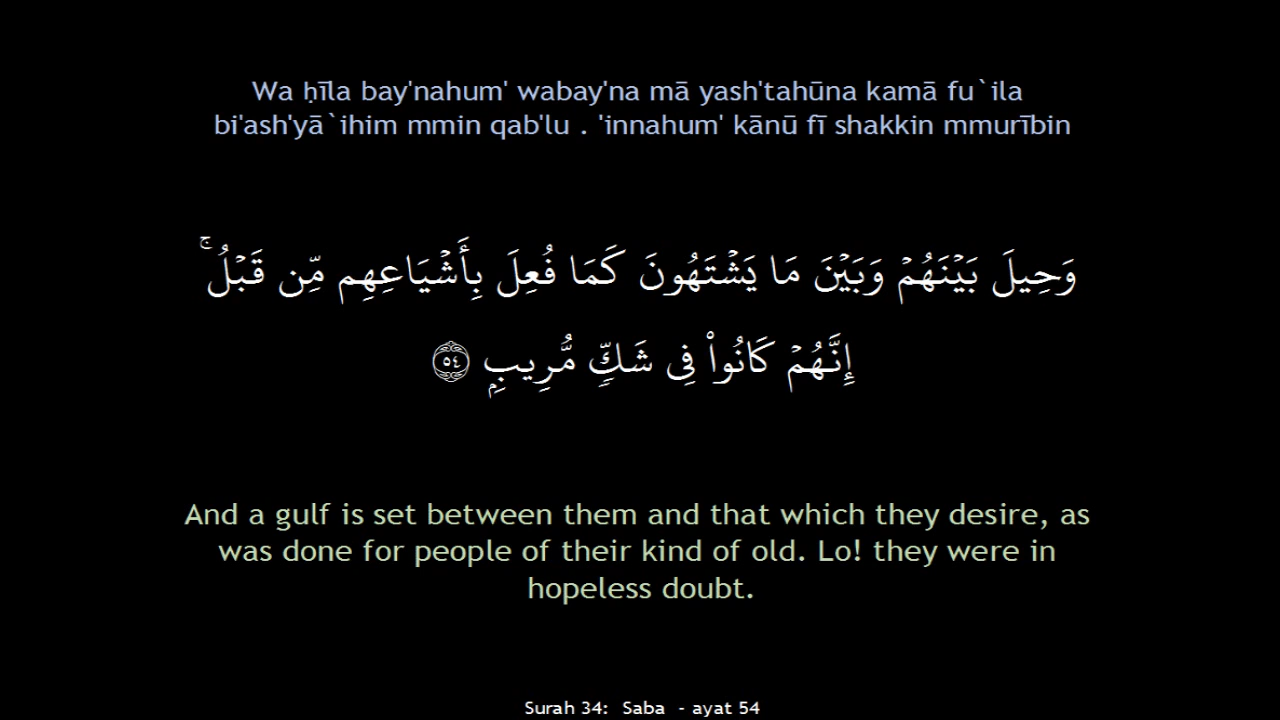 Wa ḥīla bay'nahum' wabay'na mā yash'tahūna kamā fu`ila
bi'ash'yā`ihim mmin qab'lu . 'innahum' kānū fī shakkin mmurībin
وَحِيلَ بَيْنَهُمْ وَبَيْنَ مَا يَشْتَهُونَ كَمَا فُعِلَ بِأَشْيَاعِهِم مِّن قَبْلُ ۚ
إِنَّهُمْ كَانُوا۟ فِى شَكٍّ مُّرِيبٍۭ ﴿٥٤﴾
And a gulf is set between them and that which they desire, as
was done for people of their kind of old. Lo! they were in
hopeless doubt.
Surah 34: Saba - ayat 54